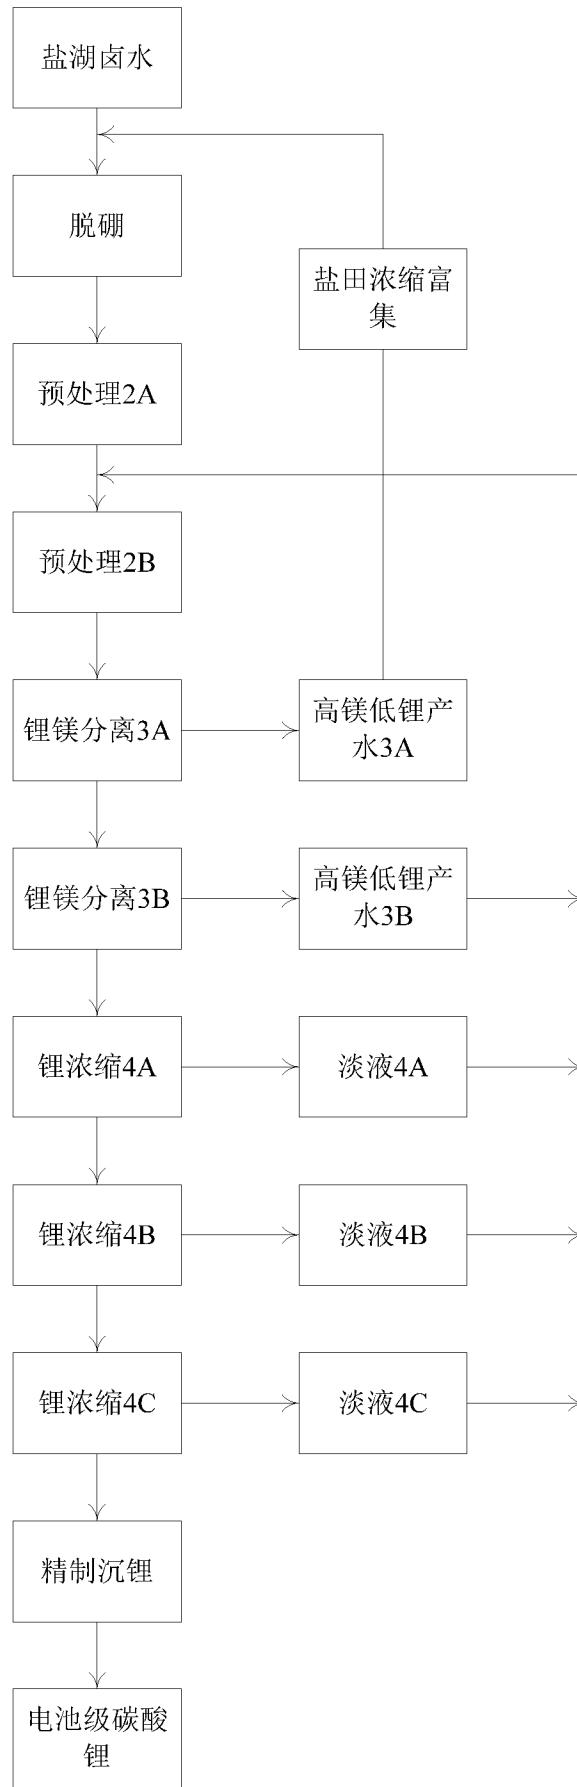 盐湖卤水
脱硼
盐田浓缩富
集
预处理2A
预处理2B
锂镁分离3A
高镁低锂产
水3A
锂镁分离3B
高镁低锂产
水3B
锂浓缩4A
淡液4A
锂浓缩4B
淡液4B
锂浓缩4C
淡液4C
精制沉锂
电池级碳酸
锂